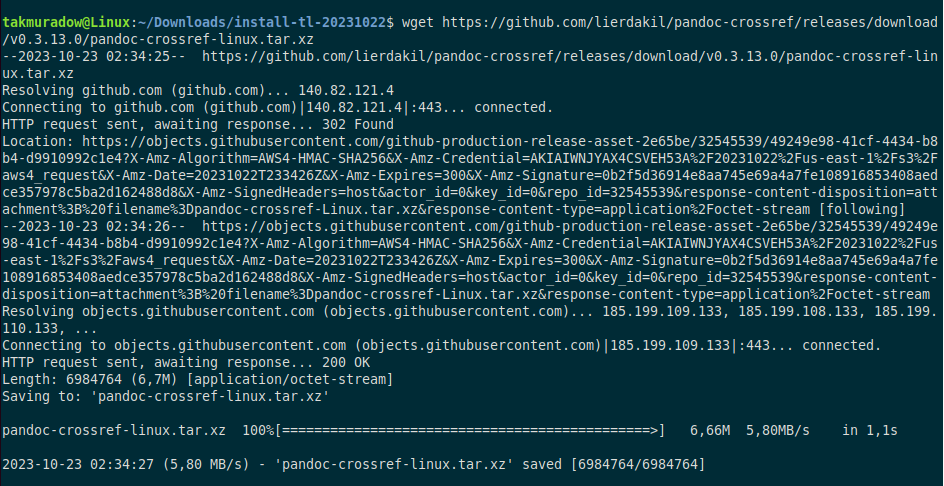 takmuradow@Linux:~/Downloads/install-tl-20231022$ wget https://github.com/lierdakil/pandoc-crossref/releases/download
/v0.3.13.0/pandoc-crossref-linux.tar.xz
--2023-10-23 02:34:25--  https://github.com/lierdakil/pandoc-crossref/releases/download/v0.3.13.0/pandoc-crossref-lin
ux.tar.xz
Resolving github.com (github.com)... 140.82.121.4
Connecting to github.com (github.com)|140.82.121.4|:443... connected.
HTTP request sent, awaiting response... 302 Found
Location: https://objects.githubusercontent.com/github-production-release-asset-2e65be/32545539/49249e98-41cf-4434-b8
b4-d9910992c1e4?X-Amz-Algorithm=AWS4-HMAC-SHA256&X-Amz-Credential=AKIAIWNJYAX4CSVEH53A%2F20231022%2Fus-east-1%2Fs3%2F
aws4_request&X-Amz-Date=20231022T233426Z&X-Amz-Expires=300&X-Amz-Signature=0b2f5d36914e8aa745e69a4a7fe108916853408aed
ce357978c5ba2d162488d8&X-Amz-SignedHeaders=host&actor_id=0&key_id=0&repo_id=32545539&response-content-disposition=att
achment%3B%20filename%3Dpandoc-crossref-Linux.tar.xz&response-content-type=application%2Foctet-stream [following]
--2023-10-23 02:34:26--  https://objects.githubusercontent.com/github-production-release-asset-2e65be/32545539/49249e
98-41cf-4434-b8b4-d9910992c1e4?X-Amz-Algorithm=AWS4-HMAC-SHA256&X-Amz-Credential=AKIAIWNJYAX4CSVEH53A%2F20231022%2Fu
s-east-1%2Fs3%2Faws4_request&X-Amz-Date=20231022T233426Z&X-Amz-Expires=300&X-Amz-Signature=0b2f5d36914e8aa745e69a4a7fe
108916853408aedce357978c5ba2d162488d8&X-Amz-SignedHeaders=host&actor_id=0&key_id=0&repo_id=32545539&response-content-
disposition=attachment%3B%20filename%3Dpandoc-crossref-Linux.tar.xz&response-content-type=application%2Foctet-stream
Resolving objects.githubusercontent.com (objects.githubusercontent.com)... 185.199.109.133, 185.199.108.133, 185.199.
110.133, ...
Connecting to objects.githubusercontent.com (objects.githubusercontent.com)|185.199.109.133|:443... connected.
HTTP request sent, awaiting response... 200 OK
Length: 6984764 (6,7M) [application/octet-stream]
Saving to: 'pandoc-crossref-linux.tar.xz'
pandoc-crossref-linux.tar.xz  100%[==============================================>]   6,66M  5,80MB/s    in 1,1s
2023-10-23 02:34:27 (5,80 MB/s) - 'pandoc-crossref-linux.tar.xz' saved [6984764/6984764]